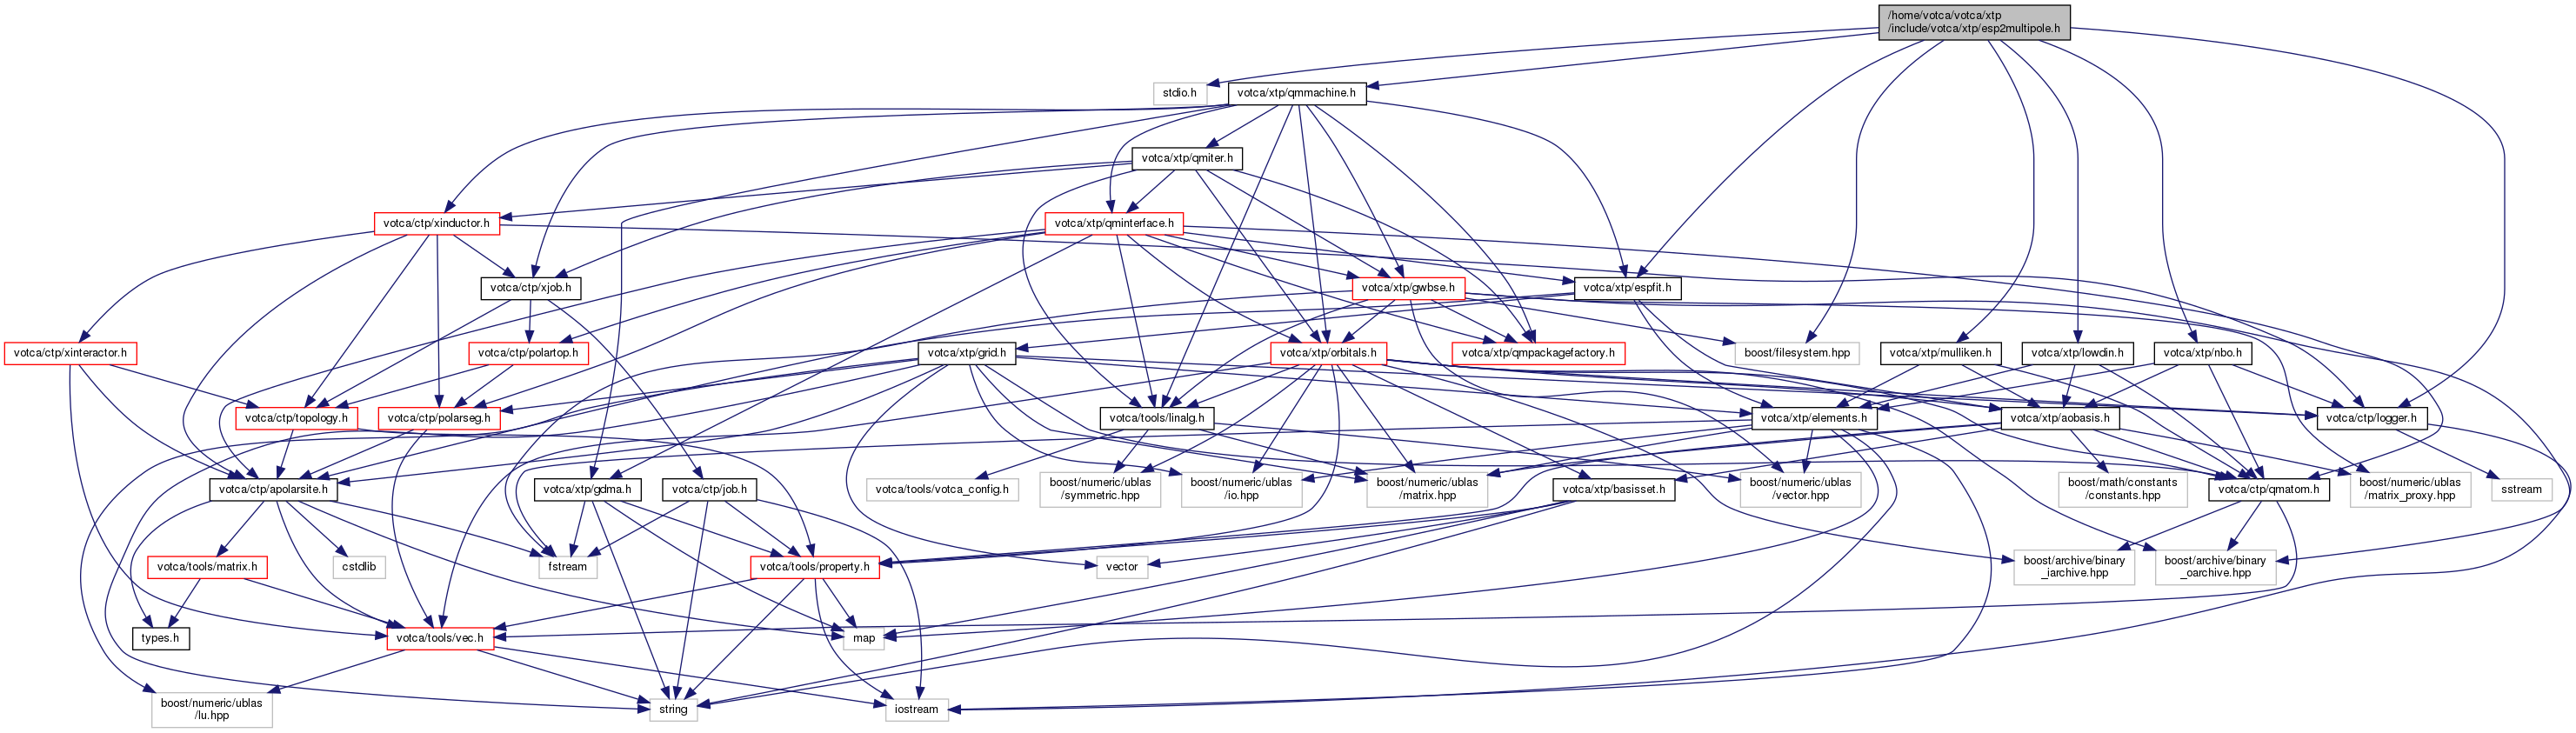 /home/votca/votca/xtp
/include/votca/xtp/esp2multipole.h
stdio.h
votca/xtp/qmmachine.h
votca/xtp/qmiter.h
votca/ctp/xinductor.h
votca/xtp/qminterface.h
votca/ctp/xjob.h
votca/xtp/gwbse.h
votca/xtp/espfit.h
votca/ctp/xinteractor.h
votca/ctp/polartop.h
votca/xtp/grid.h
votca/xtp/orbitals.h
votca/xtp/qmpackagefactory.h
boost/filesystem.hpp
votca/xtp/mulliken.h
votca/xtp/lowdin.h
votca/xtp/nbo.h
votca/ctp/topology.h
votca/ctp/polarseg.h
votca/tools/linalg.h
votca/xtp/elements.h
votca/xtp/aobasis.h
votca/ctp/logger.h
votca/ctp/apolarsite.h
votca/xtp/gdma.h
votca/ctp/job.h
votca/tools/votca_config.h
boost/numeric/ublas
/symmetric.hpp
boost/numeric/ublas
/io.hpp
boost/numeric/ublas
/matrix.hpp
votca/xtp/basisset.h
boost/numeric/ublas
/vector.hpp
boost/math/constants
/constants.hpp
votca/ctp/qmatom.h
boost/numeric/ublas
/matrix_proxy.hpp
sstream
votca/tools/matrix.h
cstdlib
fstream
votca/tools/property.h
vector
boost/archive/binary
_iarchive.hpp
boost/archive/binary
_oarchive.hpp
types.h
votca/tools/vec.h
map
boost/numeric/ublas
/lu.hpp
string
iostream